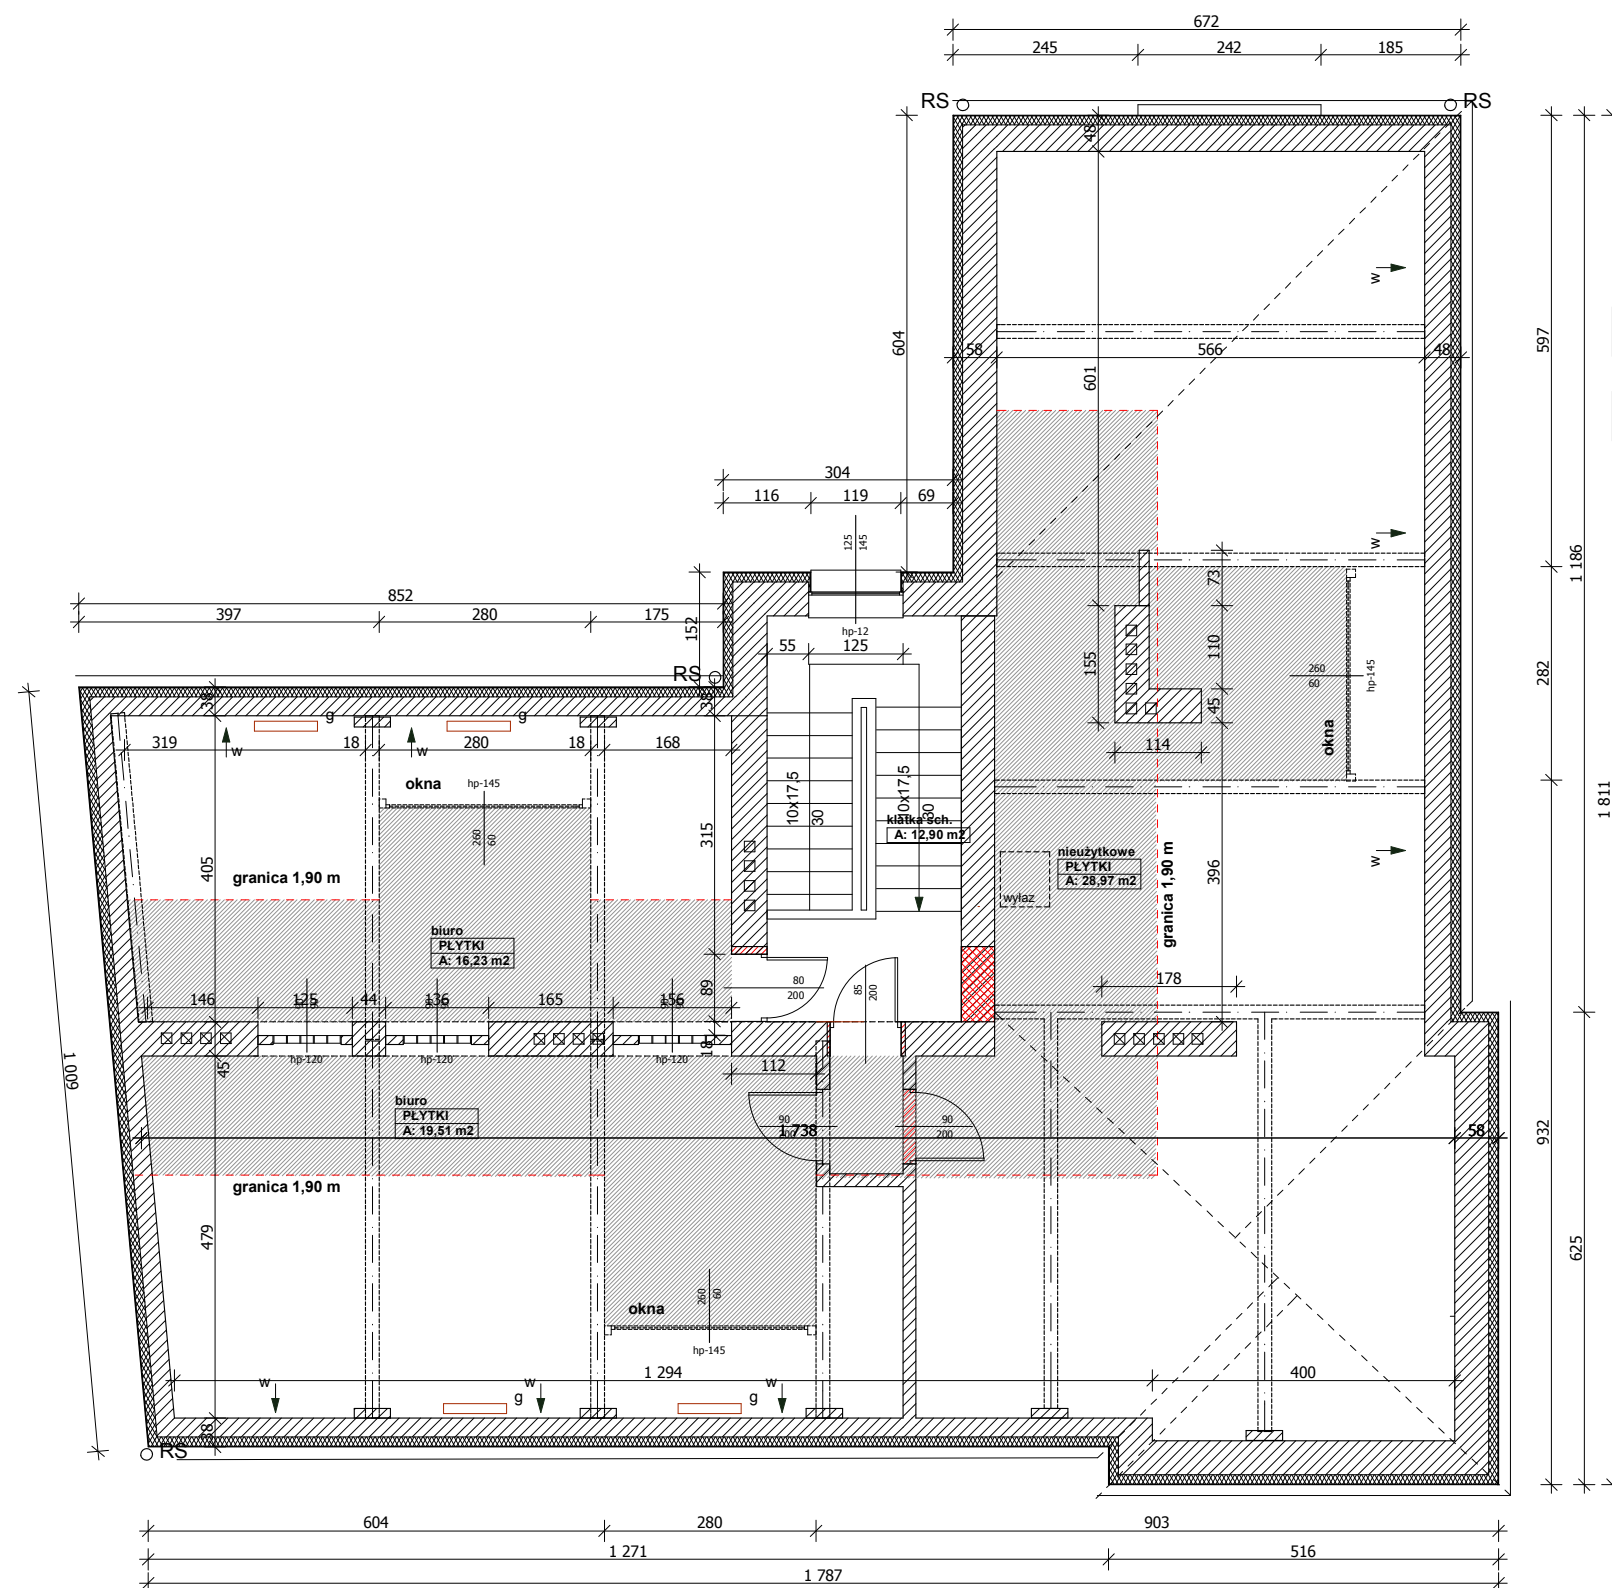 672
245 242 185
RS RS
48
604
58 566 48
597
w
601
304
116 119 69
125
145
w
1 186
1 811
852
397 280 175
152
hp-12
55 125
73
110
155
45
114
260
60
hp-145
282
okna
RS
38 38
g g
w w
319 18 280 18 168
okna
hp-145
260
60
10x17,5
30
10x17,5
30
klatka sch.
A: 12,90 m2
315
405
granica 1,90 m
nieużytkowe
PŁYTKI
A: 28,97 m2
wyłaz
granica 1,90 m
396
w
biuro
PŁYTKI
A: 16,23 m2
178
146 125 44 136 165 156
89
80
200
85
200
hp-120 hp-120 hp-120
18
45
112
1 009
biuro
PŁYTKI
A: 19,51 m2
90
200
1 738
90
200
58
932
granica 1,90 m
479
625
okna
260
60
hp-145
1 294 400
w w w
g g
38
RS
604 280 903
1 271 516
1 787